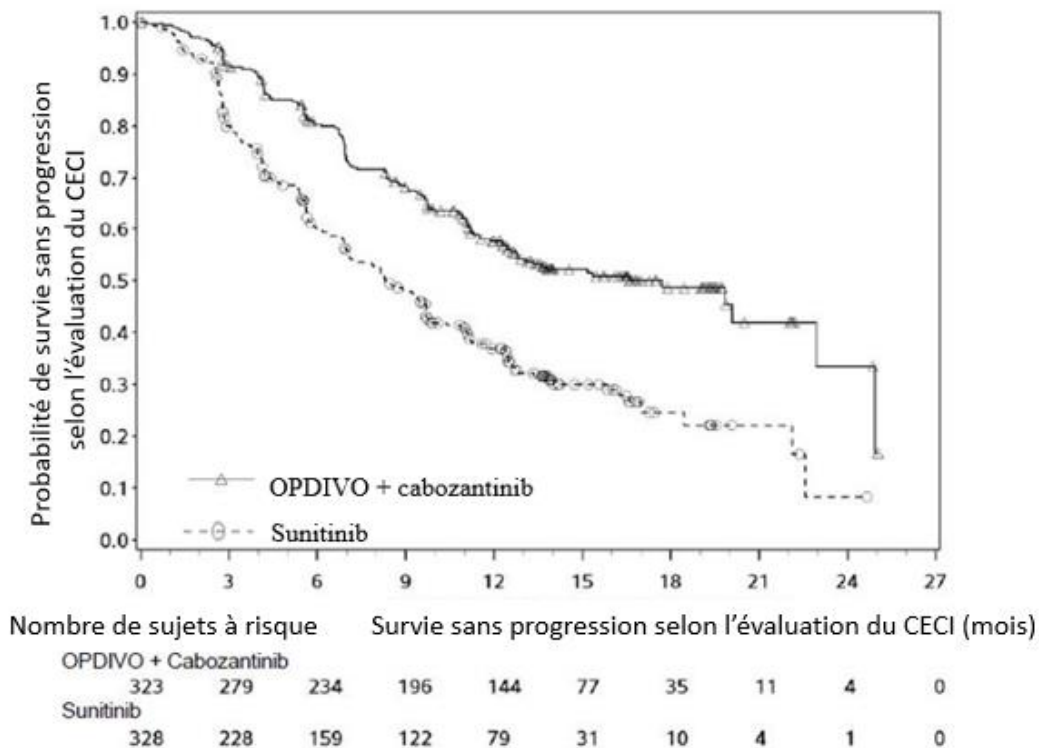 Probabilité de survie sans progression
selon l'évaluation du CECI
1.0
0.9
0.8
0.7
0.6
0.5
0.4
0.3
0.2
0.1
0.0
OPDIVO + cabozantinib
Sunitinib
0 3 6 9 12 15 18 21 24 27
Nombre de sujets à risque Survie sans progression selon l'évaluation du CECI (mois)
OPDIVO + Cabozantinib
323 279 234 196 144 77 35 11 4 0
Sunitinib
328 228 159 122 79 31 10 4 1 0